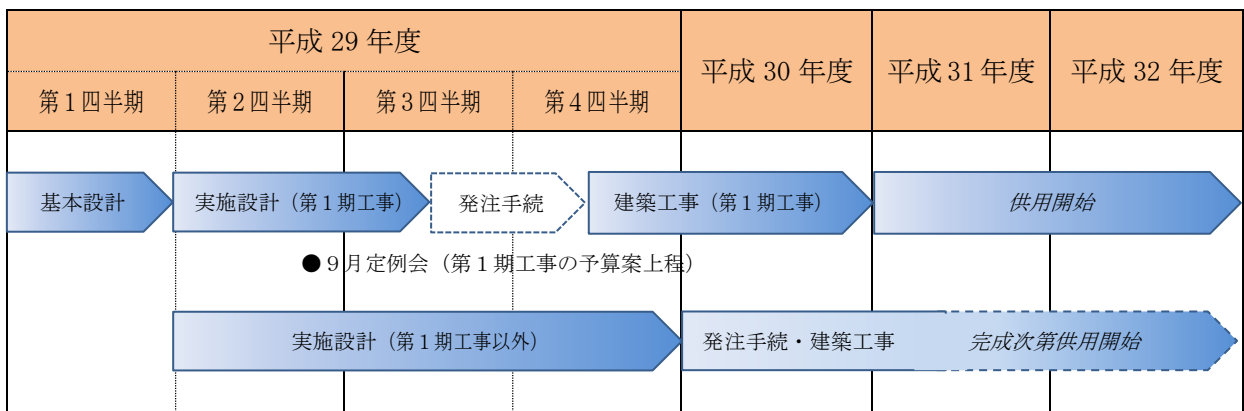 平成 29 年度
平成 30 年度
平成 31 年度
平成 32 年度
第１四半期
第２四半期
第３四半期
第４四半期
基本設計
実施設計（第１期工事）
発注手続
建築工事（第１期工事）
供用開始
●９月定例会（第１期工事の予算案上程）
実施設計（第１期工事以外）
発注手続・建築工事
完成次第供用開始